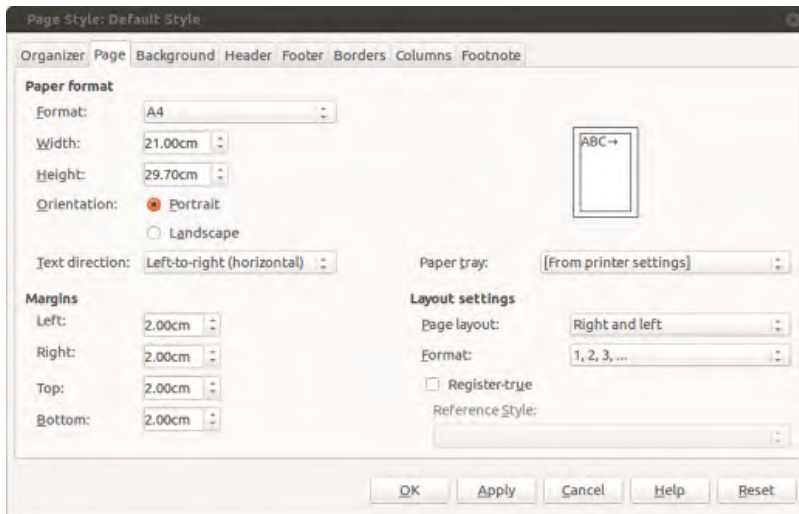 Page Style: Default Style
Organizer Page Background Header Footer Borders Columns Footnote
Paper format
Format: A4
Width: 21.00cm
ABC→
Height: 29.70cm
Orientation: Portrait
Landscape
Text direction: Left-to-right (horizontal) Paper tray: [From printer settings]
Margins Layout settings
Left: 2.00cm Page layout: Right and left
Right: 2.00cm Format: 1, 2, 3, ...
Top: 2.00cm Register-true
Bottom: 2.00cm Reference Style:
OK Apply Cancel Help Reset